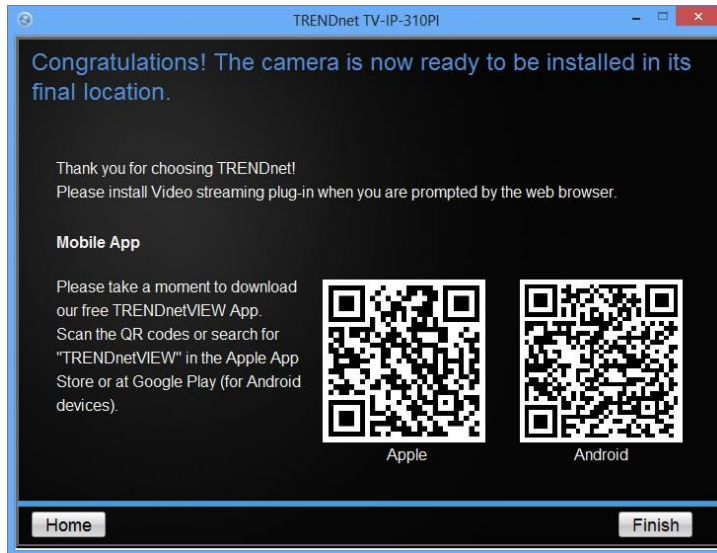 TRENDnet TV-IP-310PI
Congratulations! The camera is now ready to be installed in its
final location.
Thank you for choosing TRENDnet!
Please install Video streaming plug-in when you are prompted by the web browser.
Mobile App
Please take a moment to download
our free TRENDnetVIEW App.
Scan the QR codes or search for
"TRENDnetVIEW" in the Apple App
Store or at Google Play (for Android
devices).
Apple
Android
Home
Finish